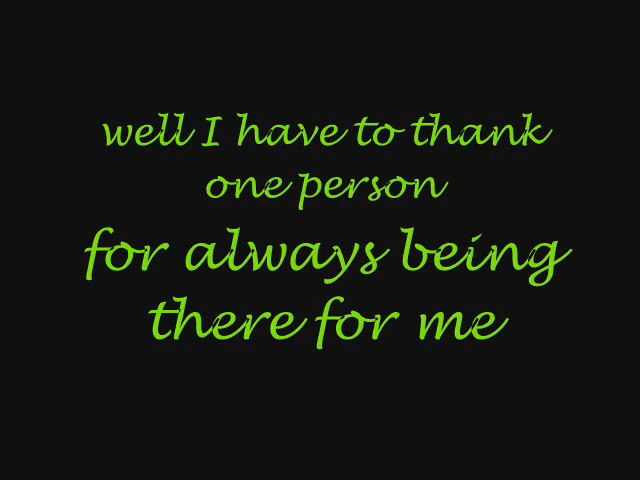 well I have to thank
one person
for always being
there for me